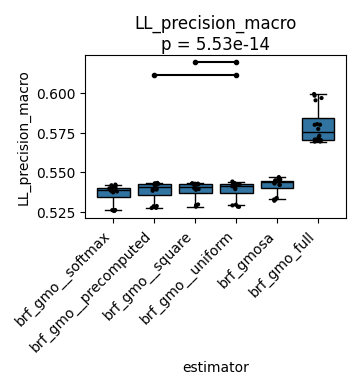 LL_precision_macro
p = 5.53e-14
LL_precision_macro
0.600
0.575
0.550
0.525
brf_gmo__softmax
brf_gmo__precomputed
brf_gmo__square
brf_gmo__uniform
brf_gmosa
brf_gmo_full
estimator